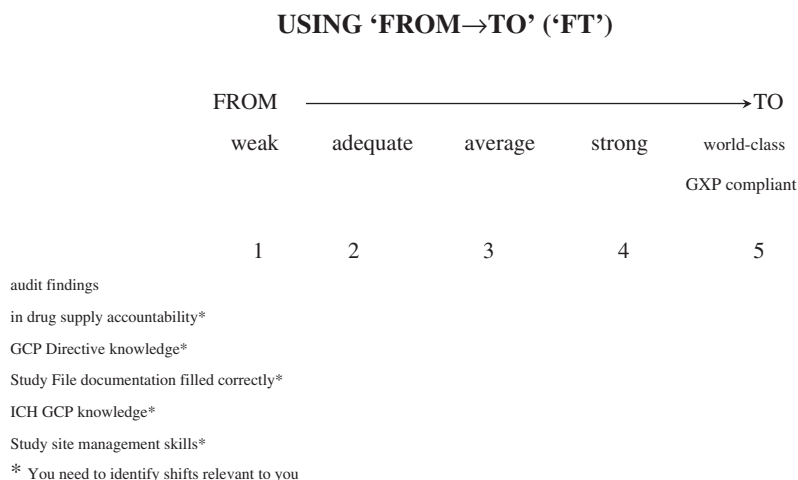 USING ‘FROM→TO’ (‘FT’)
FROM → TO
weak adequate average strong world-class
GXP compliant
1 2 3 4 5
audit findings
in drug supply accountability*
GCP Directive knowledge*
Study File documentation filled correctly*
ICH GCP knowledge*
Study site management skills*
* You need to identify shifts relevant to you